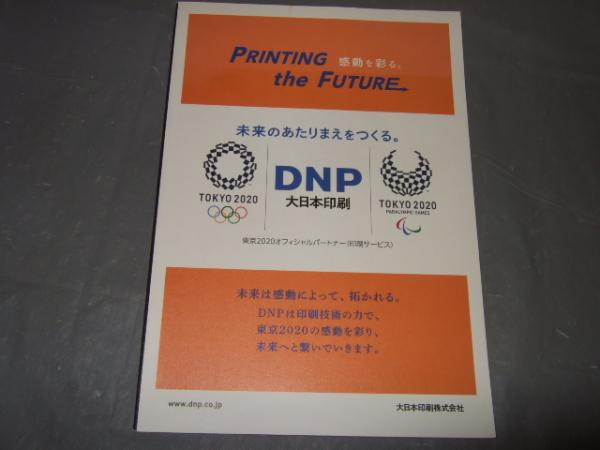 PRINTING 感動を彩る。
the FUTURE
未来のあたりまえをつくる。
TOKYO 2020
DNP
大日本印刷
TOKYO 2020
PARALYMPIC GAMES
東京2020オフィシャルパートナー(印刷サービス)
未来は感動によって、拓かれる。
DNPは印刷技術の力で、
東京2020の感動を彩り、
未来へと繋いでいきます。
www.dnp.co.jp
大日本印刷株式会社